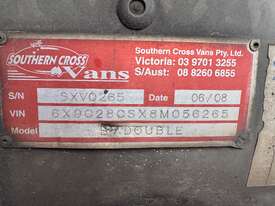 Southern Cross Vans Pty. Ltd.
SOUTHERN CROSS
Vans
Victoria: 03 9701 3255
S/Aust: 08 8260 6855
S/N SXV0265 Date 06/08
VIN 6X9C28CSX8M056265
Model DOUBLE